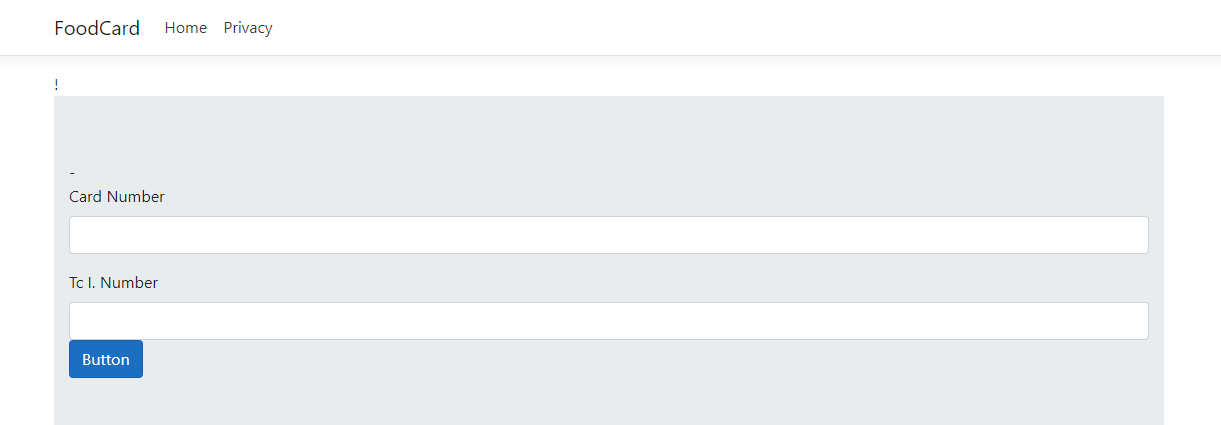 FoodCard Home Privacy
!
-
Card Number
Tc I. Number
Button